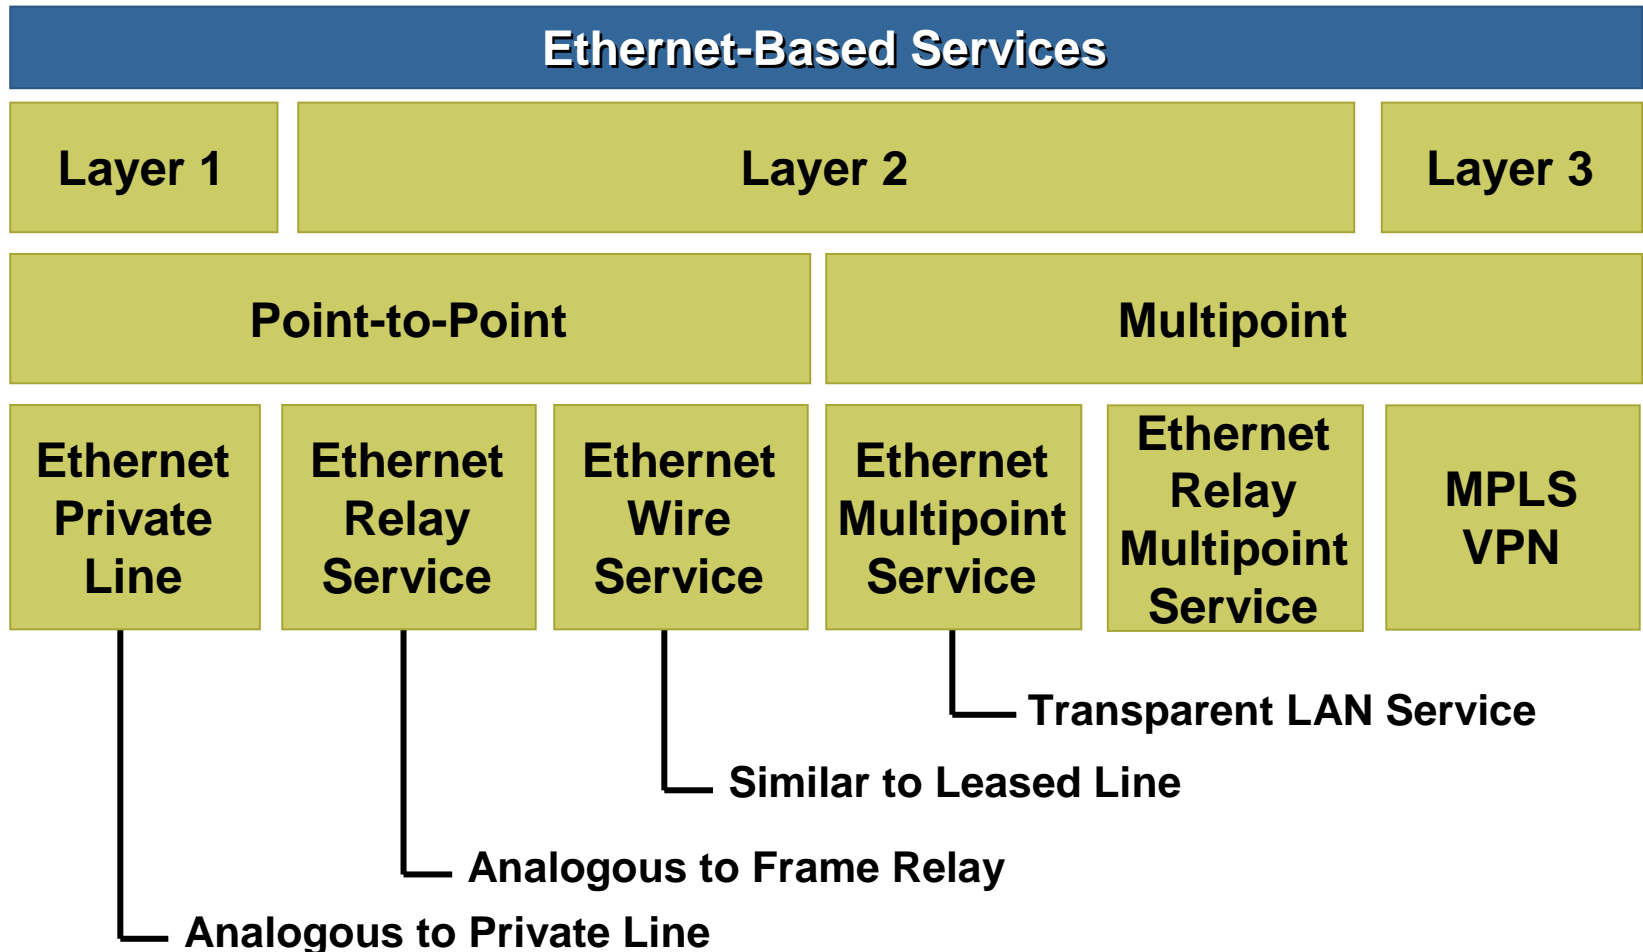 Ethernet-Based Services
Layer 1
Layer 2
Layer 3
Point-to-Point
Multipoint
Ethernet
Private
Line
Ethernet
Relay
Service
Ethernet
Wire
Service
Ethernet
Multipoint
Service
Ethernet
Relay
Multipoint
Service
MPLS
VPN
Transparent LAN Service
Similar to Leased Line
Analogous to Frame Relay
Analogous to Private Line